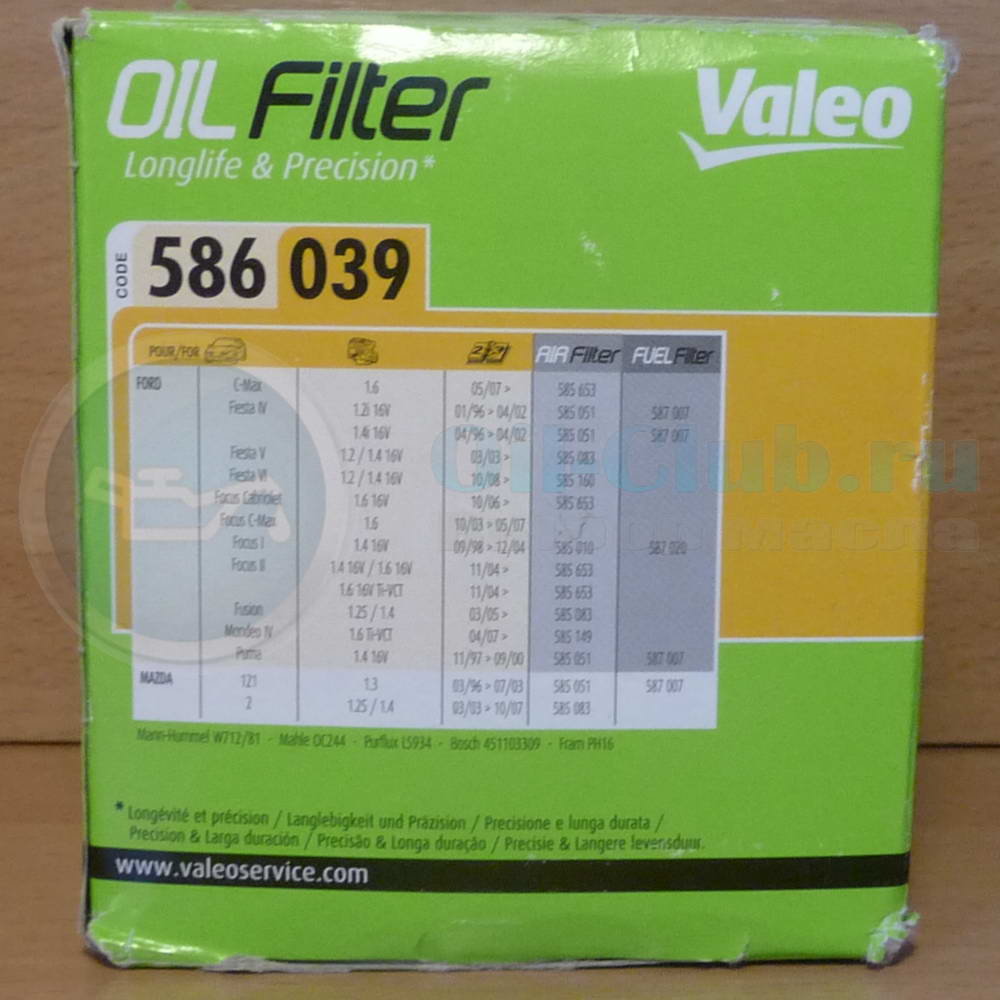 OIL Filter
Valeo
Longlife & Precision*
CODE 586 039
POUR/FOR AIR Filter FUEL Filter
FORD C-Max 1.6 05/07 > 585 653
Fiesta IV 1.2i 16V 01/96 > 04/02 585 051 587 007
1.4i 16V 04/96 > 04/02 585 051 587 007
Fiesta V 1.2 / 1.4 16V 03/03 > 585 083
Fiesta VI 1.2 / 1.4 16V 10/08 > 585 160
Focus Cabriolet 1.6 16V 10/06 > 585 653
Focus C-Max 1.6 10/03 > 05/07
Focus I 1.4 16V 09/98 > 12/04 585 010 587 020
Focus II 1.4 16V / 1.6 16V 11/04 > 585 653
1.6 16V Ti-VCT 11/04 > 585 653
Fusion 1.25 / 1.4 03/05 > 585 083
Mondeo IV 1.6 Ti-VCT 04/07 > 585 149
Puma 1.4 16V 11/97 > 09/00 585 051 587 007
MAZDA 121 1.3 03/96 > 07/03 585 051 587 007
2 1.25 / 1.4 03/03 > 10/07 585 083
Mann-Hummel W712/81 - Mahle OC244 - Purflux LS934 - Bosch 451103309 - Fram PH16
* Longévité et précision / Langlebigkeit und Präzision / Precisione e lunga durata /
Precision & Larga duración / Precisão & Longa duração / Precisie & Langere levensduur.
www.valeoservice.com
Oil-Club.ru